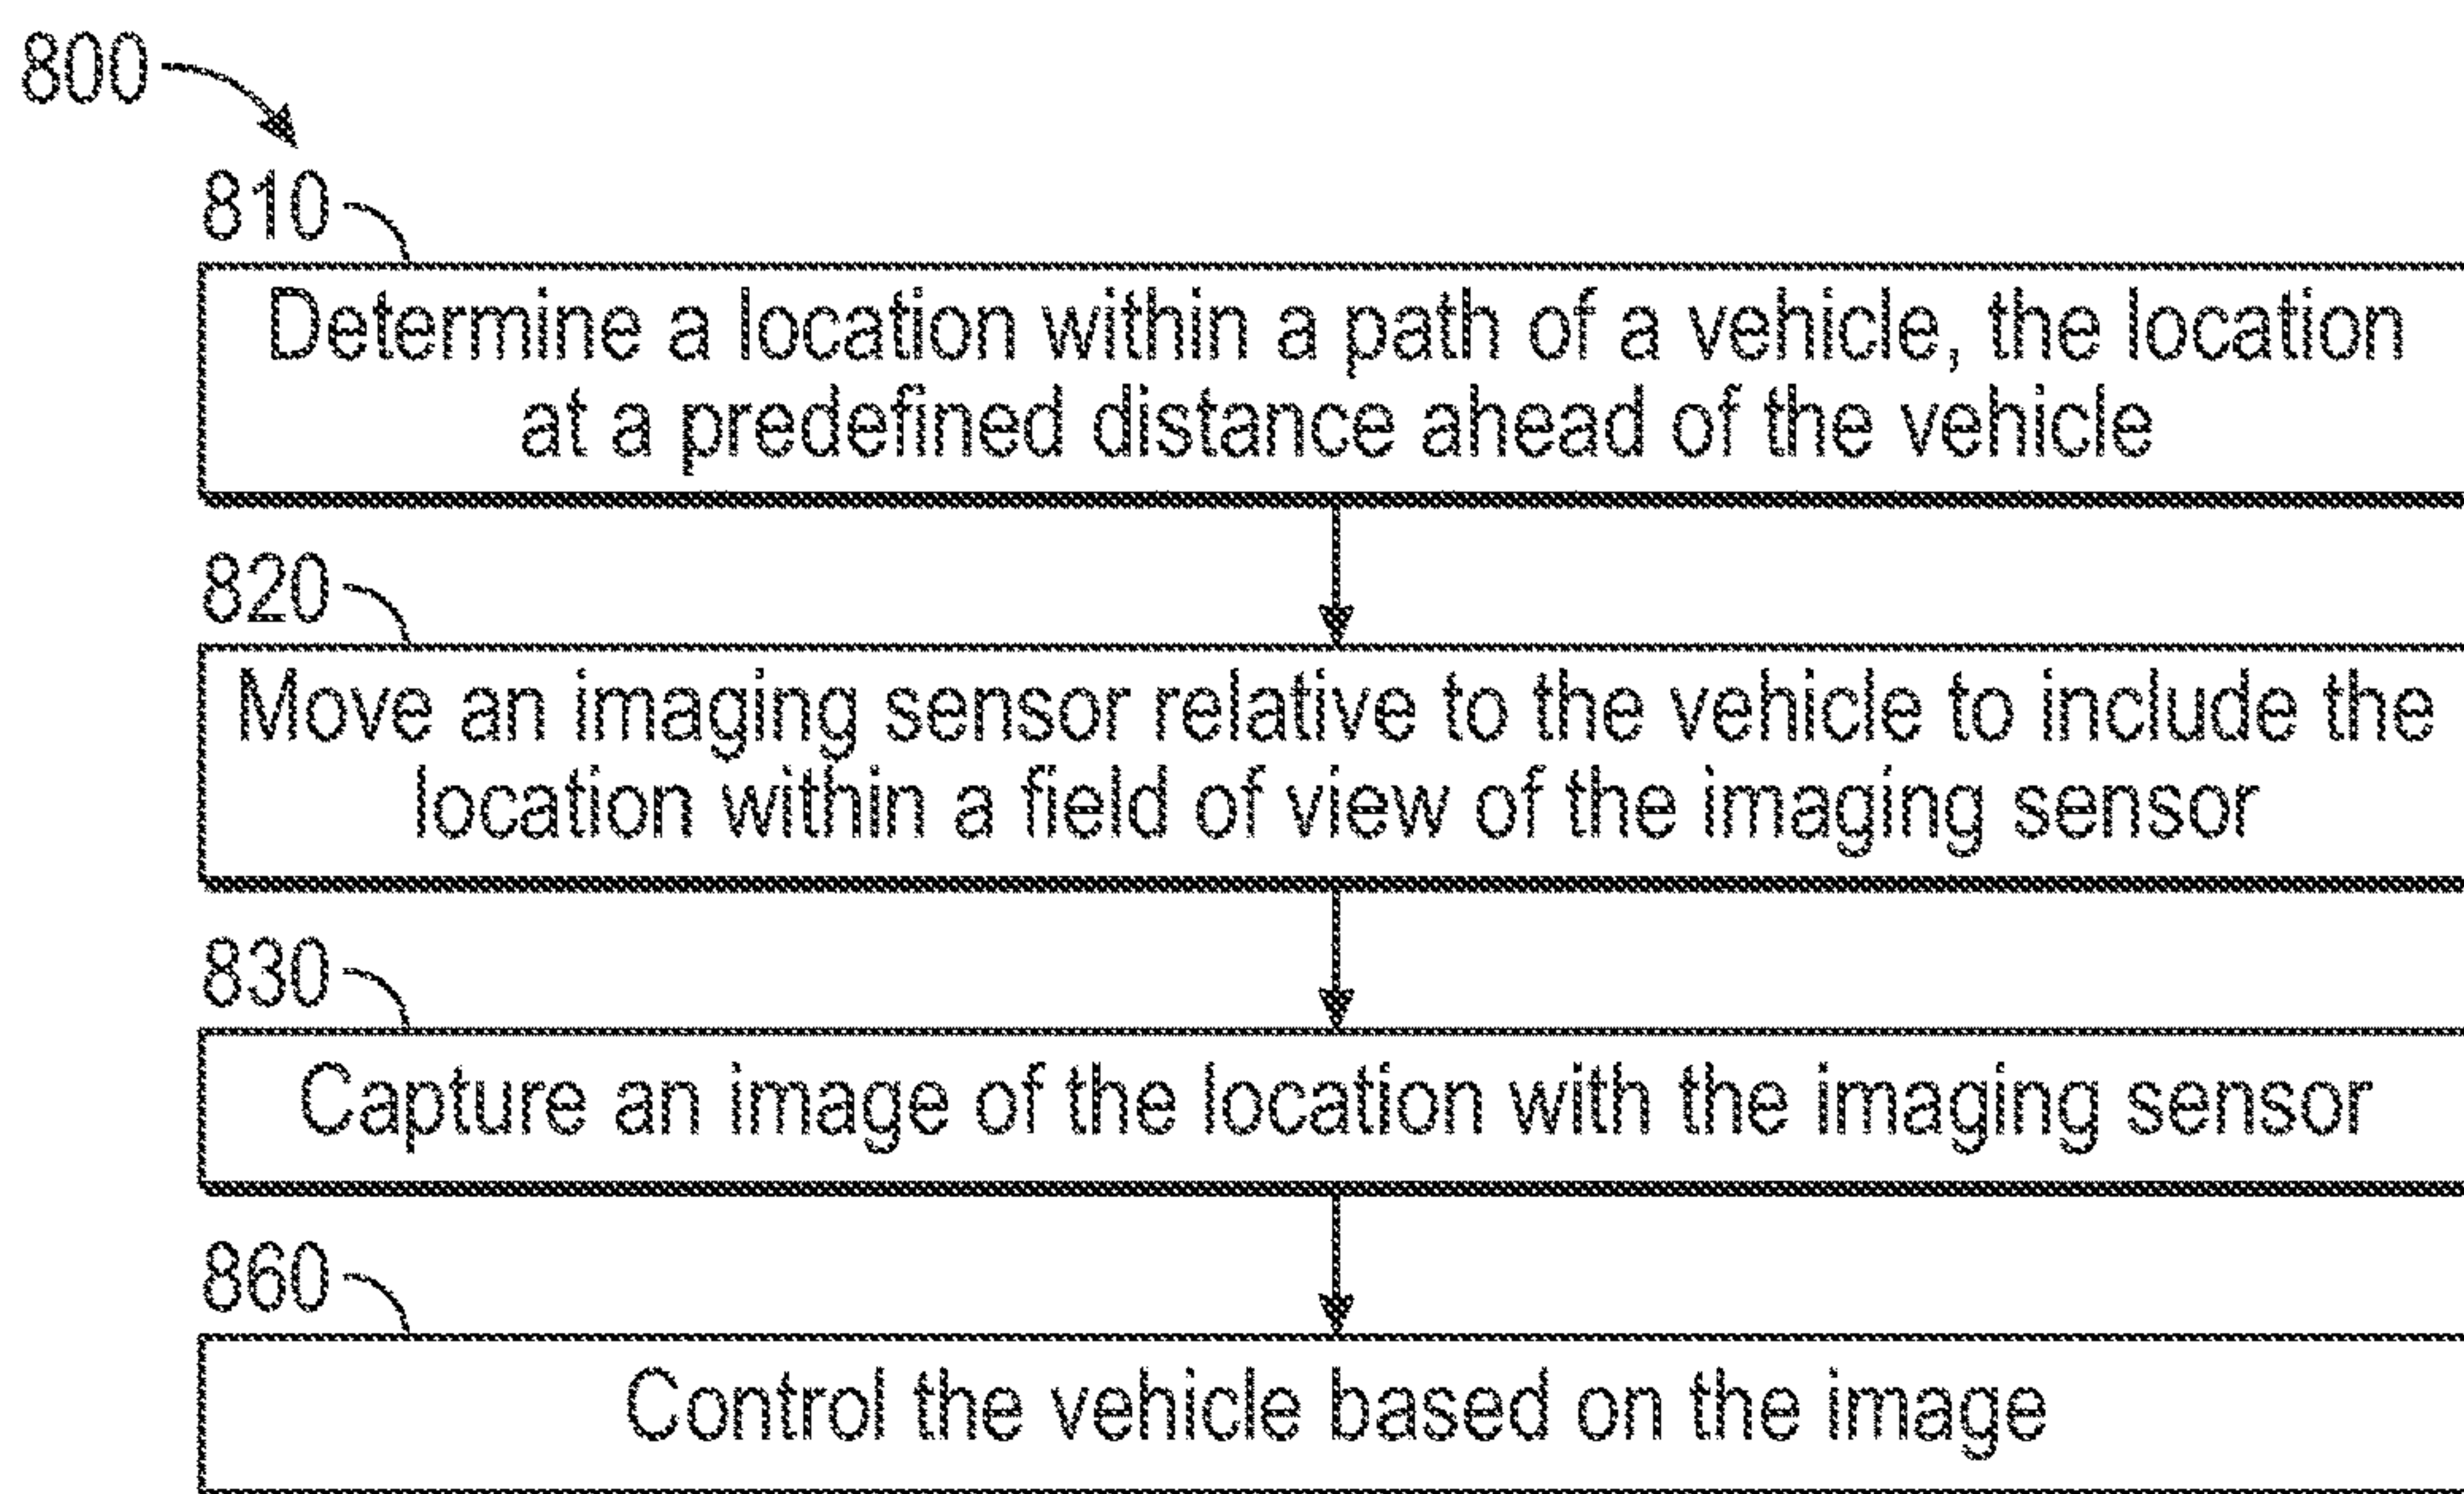 800
810
Determine a location within a path of a vehicle, the location
at a predefined distance ahead of the vehicle
820
Move an imaging sensor relative to the vehicle to include the
location within a field of view of the imaging sensor
830
Capture an image of the location with the imaging sensor
860
Control the vehicle based on the image